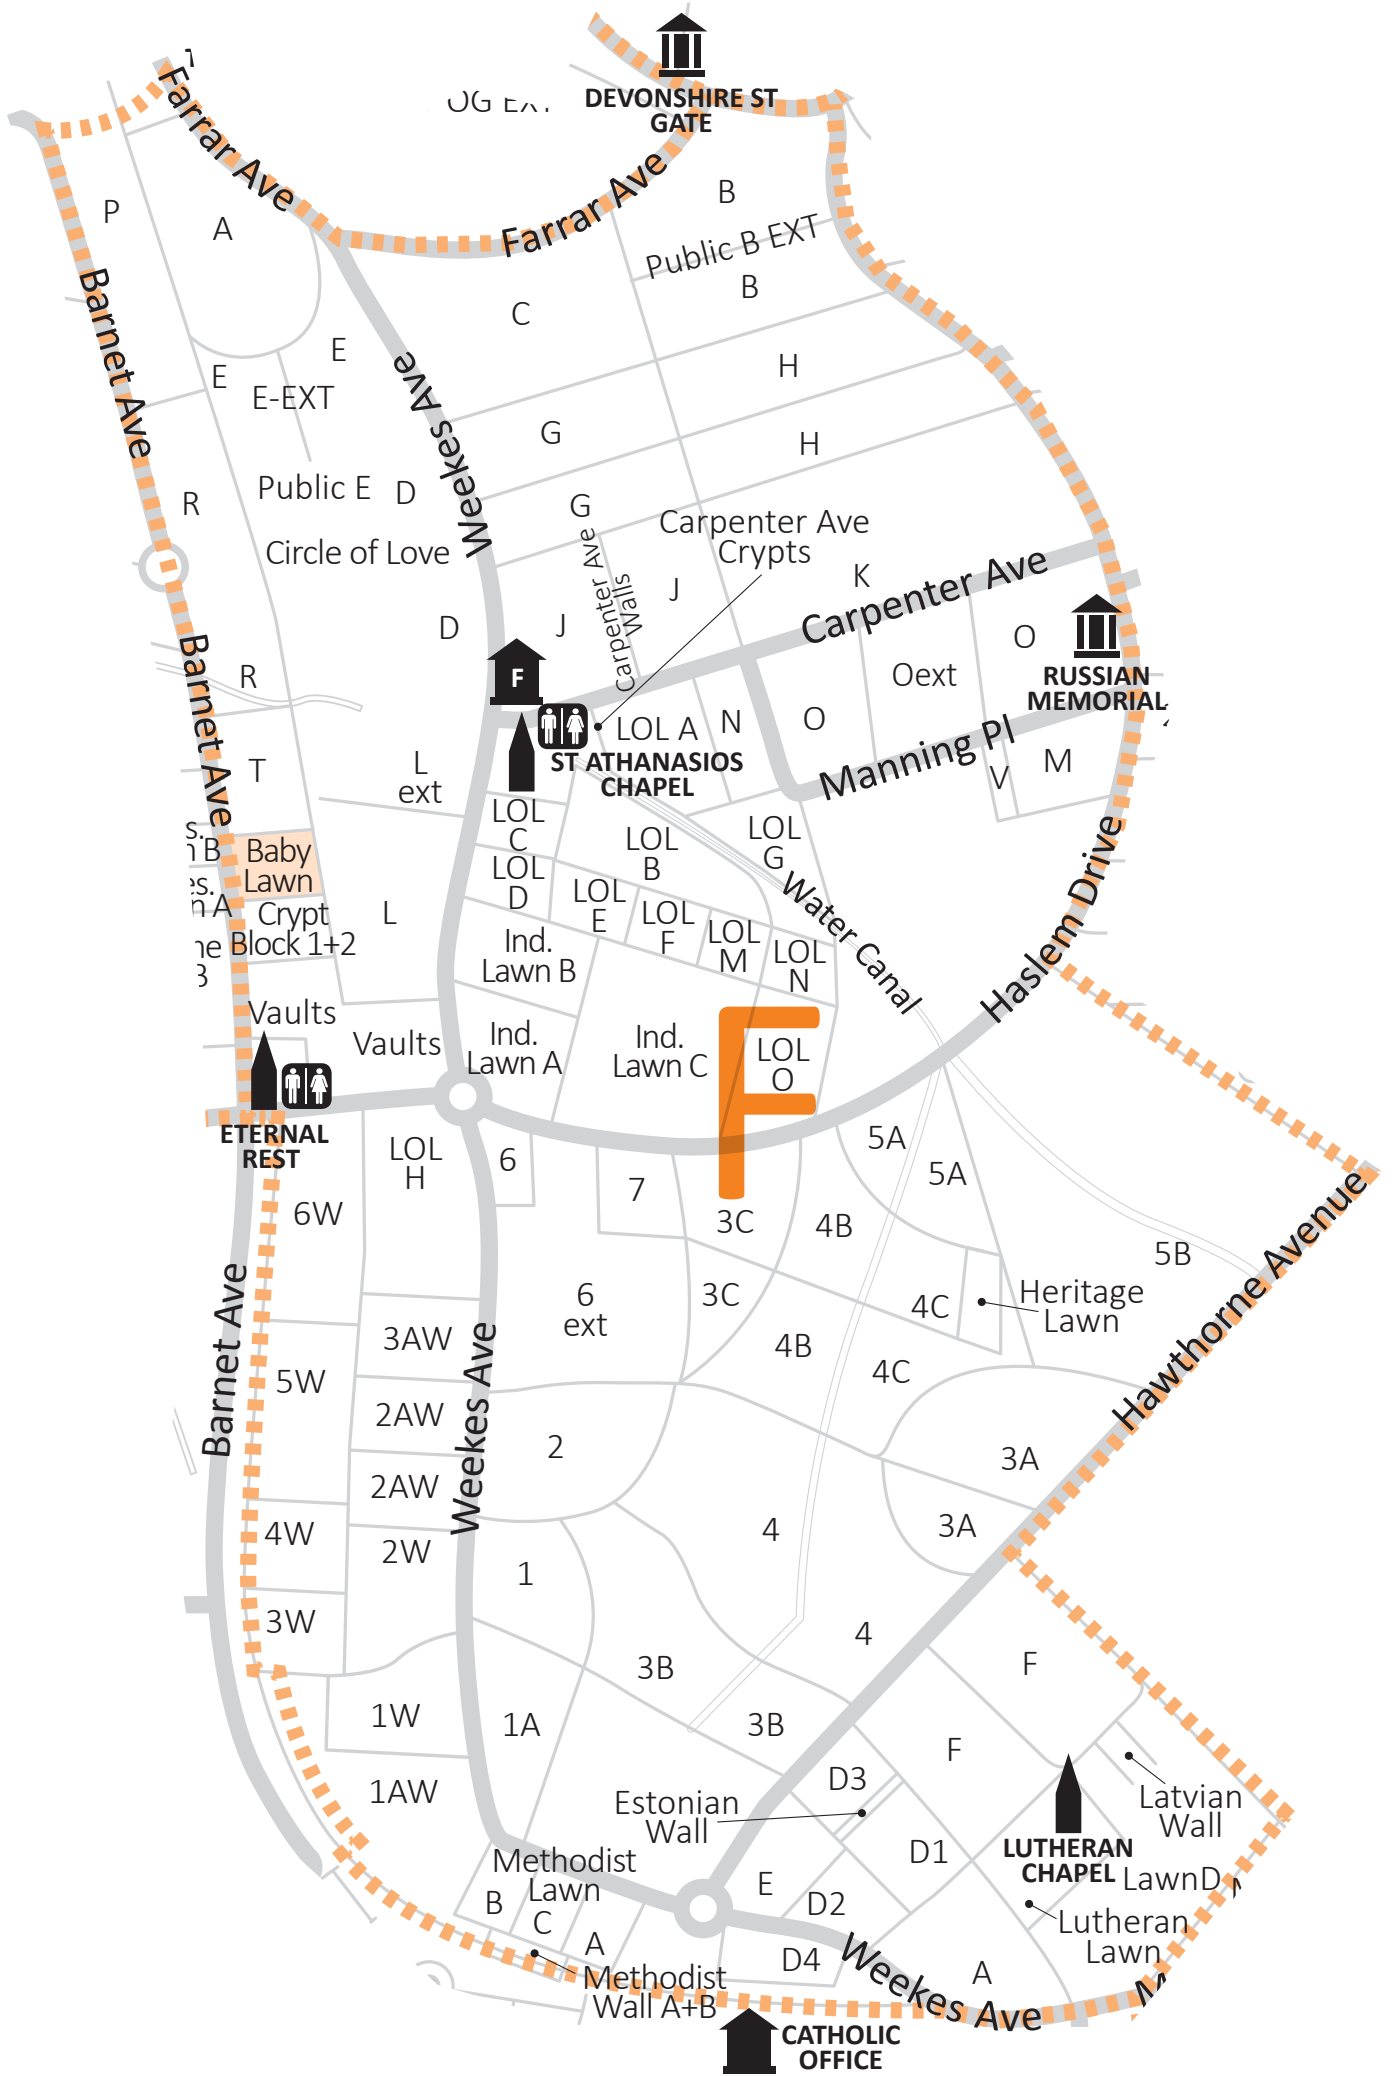 DEVONSHIRE ST
GATE
Farrar Ave
Farrar Ave
B
P
A
Public B EXT
B
C
Barnet Ave
E
E
E-EXT
Weekes Ave
H
G
H
Public E
D
R
G
Carpenter Ave
Crypts
Circle of Love
Carpenter Ave
Walls
J
K
Carpenter Ave
D
J
O
Oext
RUSSIAN
MEMORIAL
Barnet Ave
R
F
LOL A
N
O
Manning Pl
V
M
T
L
ext
ST ATHANASIOS
CHAPEL
LOL
C
LOL
B
LOL
G
Baby
Lawn
LOL
D
LOL
E
LOL
F
LOL
M
LOL
N
Water Canal
Haslem Drive
Crypt
Block 1+2
L
Ind.
Lawn B
Vaults
Vaults
Ind.
Lawn A
Ind.
Lawn C
F
LOL
O
ETERNAL
REST
LOL
H
6
7
5A
5A
6W
3C
4B
5B
Hawthorne Avenue
6
ext
3C
4C
Heritage
Lawn
Barnet Ave
3AW
Weekes Ave
4B
4C
5W
2AW
2
3A
2AW
4W
2W
4
3A
1
3W
4
3B
F
1W
1A
3B
F
1AW
D3
Estonian
Wall
Latvian
Wall
D1
LUTHERAN
CHAPEL
LawnD
Methodist
Lawn
B
C
A
E
D2
Lutheran
Lawn
D4
Weekes Ave
A
Methodist
Wall A+B
CATHOLIC
OFFICE